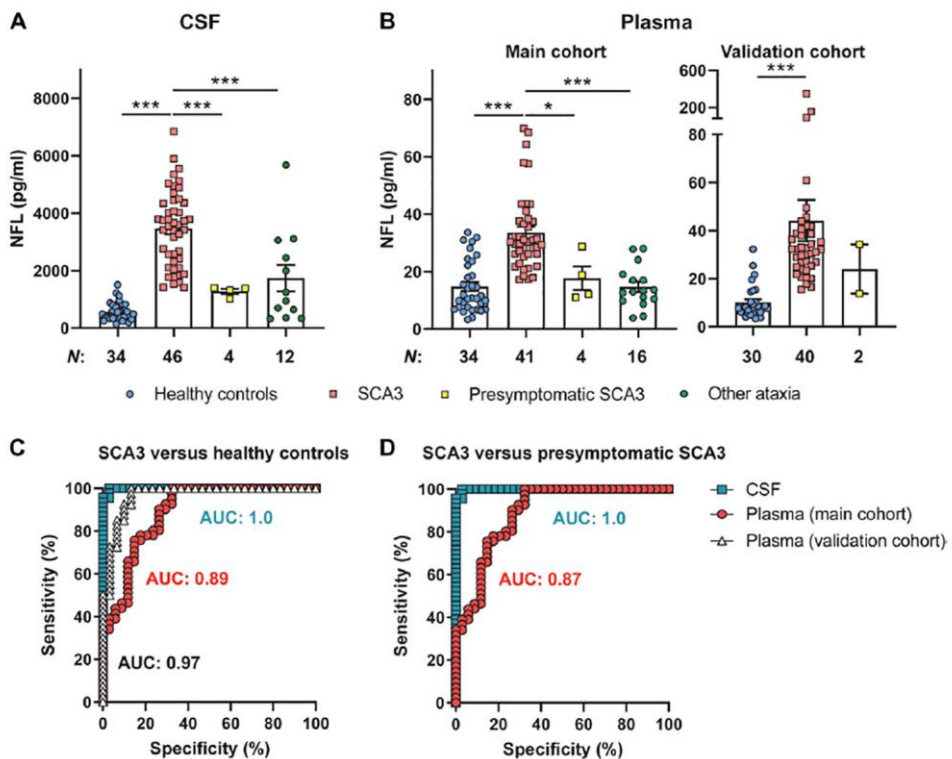 A
CSF
B
Plasma
Main cohort
Validation cohort
NFL (pg/ml)
8000
6000
4000
2000
0
***
***
***
N:
34
46
4
12
NFL (pg/ml)
80
60
40
20
0
***
***
*
N:
34
41
4
16
600
400
200
80
60
40
20
0
***
30
40
2
Healthy controls
SCA3
Presymptomatic SCA3
Other ataxia
C
SCA3 versus healthy controls
Sensitivity (%)
100
80
60
40
20
0
AUC: 1.0
AUC: 0.89
AUC: 0.97
0
20
40
60
80
100
Specificity (%)
D
SCA3 versus presymptomatic SCA3
Sensitivity (%)
100
80
60
40
20
0
AUC: 1.0
AUC: 0.87
0
20
40
60
80
100
Specificity (%)
CSF
Plasma (main cohort)
Plasma (validation cohort)